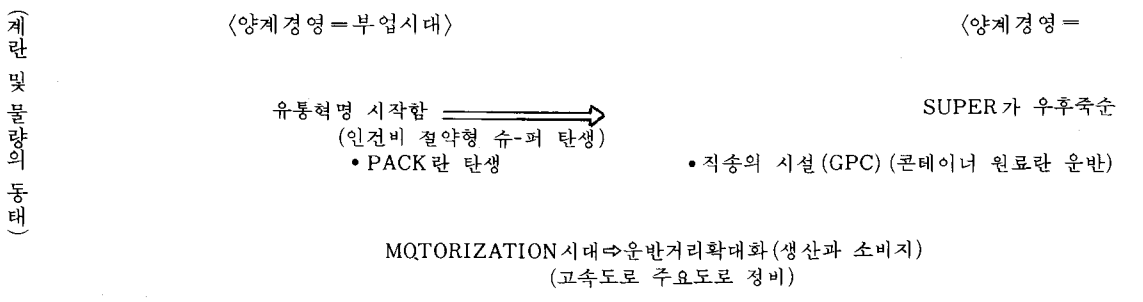 (계란 및 물량의 동태)
〈양계경영=부업시대〉 〈양계경영=
유통혁명 시작함 ⇒ SUPER가 우후죽순
(인건비 절약형 슈-퍼 탄생)
• PACK란 탄생 • 직송의 시설(GPC) (콘테이너 원료란 운반)
MQTORIZATION시대⇨운반거리확대화(생산과 소비지)
(고속도로 주요도로 정비)